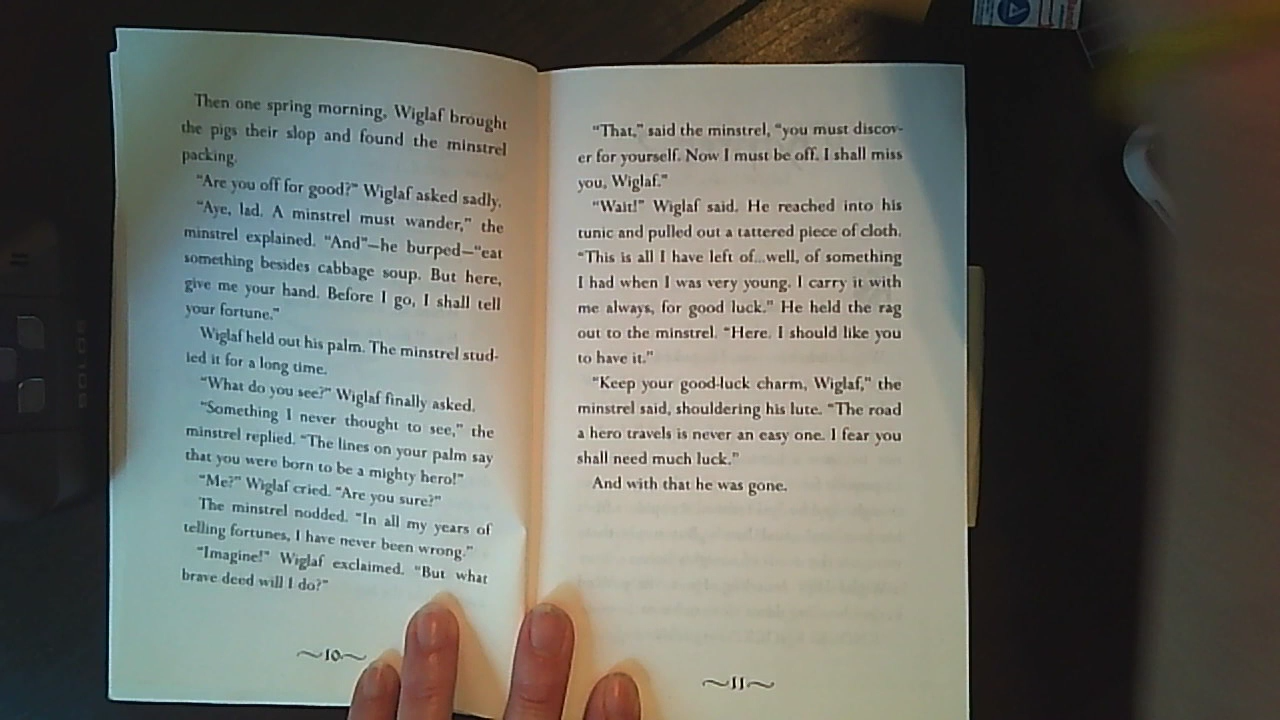 Then one spring morning, Wiglaf brought
the pigs their slop and found the minstrel
packing.
"Are you off for good?" Wiglaf asked sadly.
"Aye, lad. A minstrel must wander," the
minstrel explained. "And"—he burped—"eat
something besides cabbage soup. But here,
give me your hand. Before I go, I shall tell
your fortune."
Wiglaf held out his palm. The minstrel stud-
ied it for a long time.
"What do you see?" Wiglaf finally asked.
"Something I never thought to see," the
minstrel replied. "The lines on your palm say
that you were born to be a mighty hero!"
"Me?" Wiglaf cried. "Are you sure?"
The minstrel nodded. "In all my years of
telling fortunes, I have never been wrong."
"Imagine!" Wiglaf exclaimed. "But what
brave deed will I do?"
~10~
"That," said the minstrel, "you must discov-
er for yourself. Now I must be off. I shall miss
you, Wiglaf."
"Wait!" Wiglaf said. He reached into his
tunic and pulled out a tattered piece of cloth.
"This is all I have left of...well, of something
I had when I was very young. I carry it with
me always, for good luck." He held the rag
out to the minstrel. "Here. I should like you
to have it."
"Keep your good-luck charm, Wiglaf," the
minstrel said, shouldering his lute. "The road
a hero travels is never an easy one. I fear you
shall need much luck."
And with that he was gone.
~11~